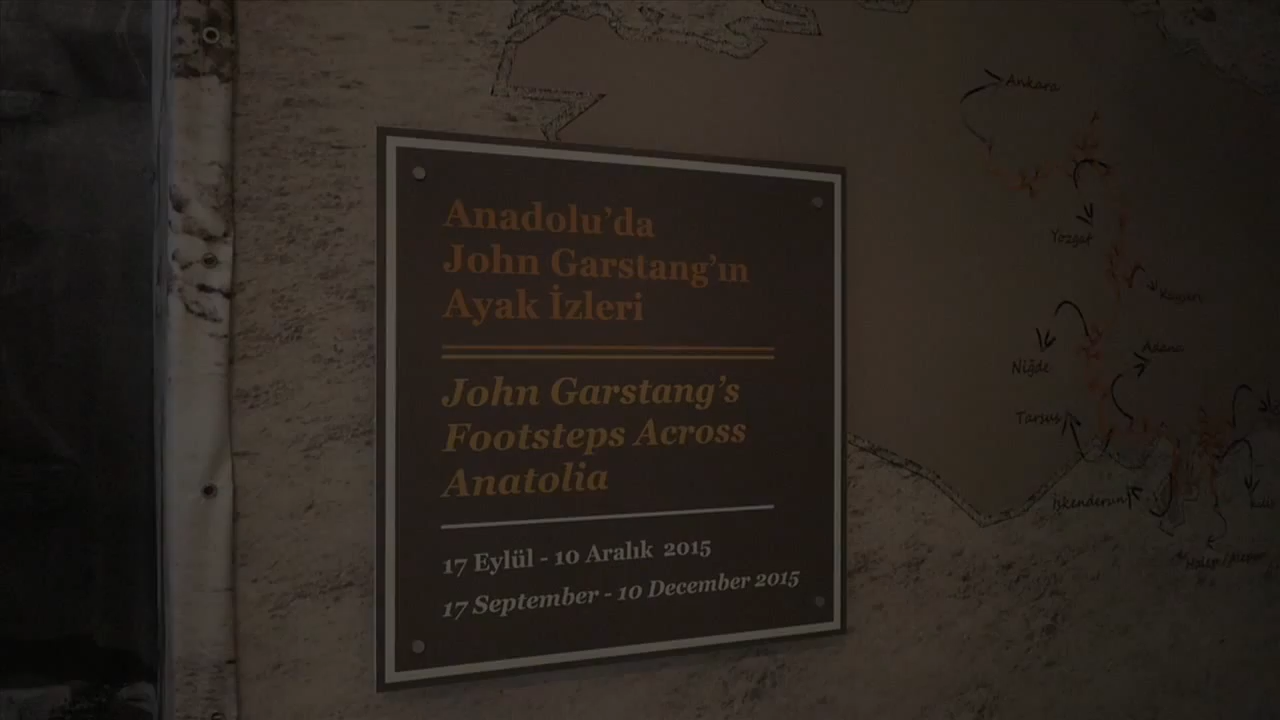 Anadolu’da
John Garstang’ın
Ayak İzleri
John Garstang’s
Footsteps Across
Anatolia
17 Eylül - 10 Aralık 2015
17 September - 10 December 2015
Ankara
Yozgat
Niğde
Adana
Tarsus
İskenderun